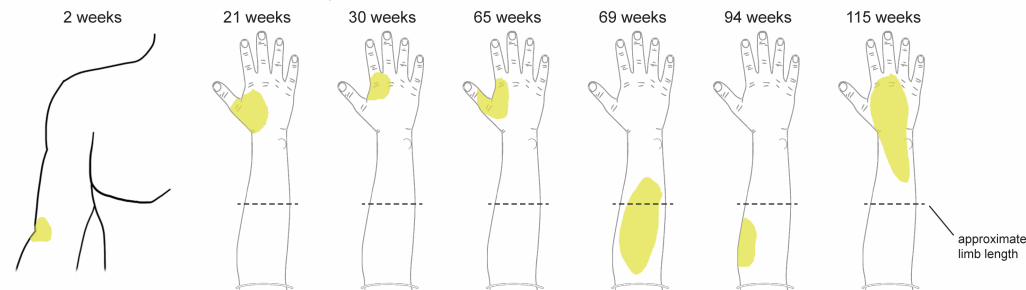 2 weeks
21 weeks
30 weeks
65 weeks
69 weeks
94 weeks
115 weeks
approximate
limb length